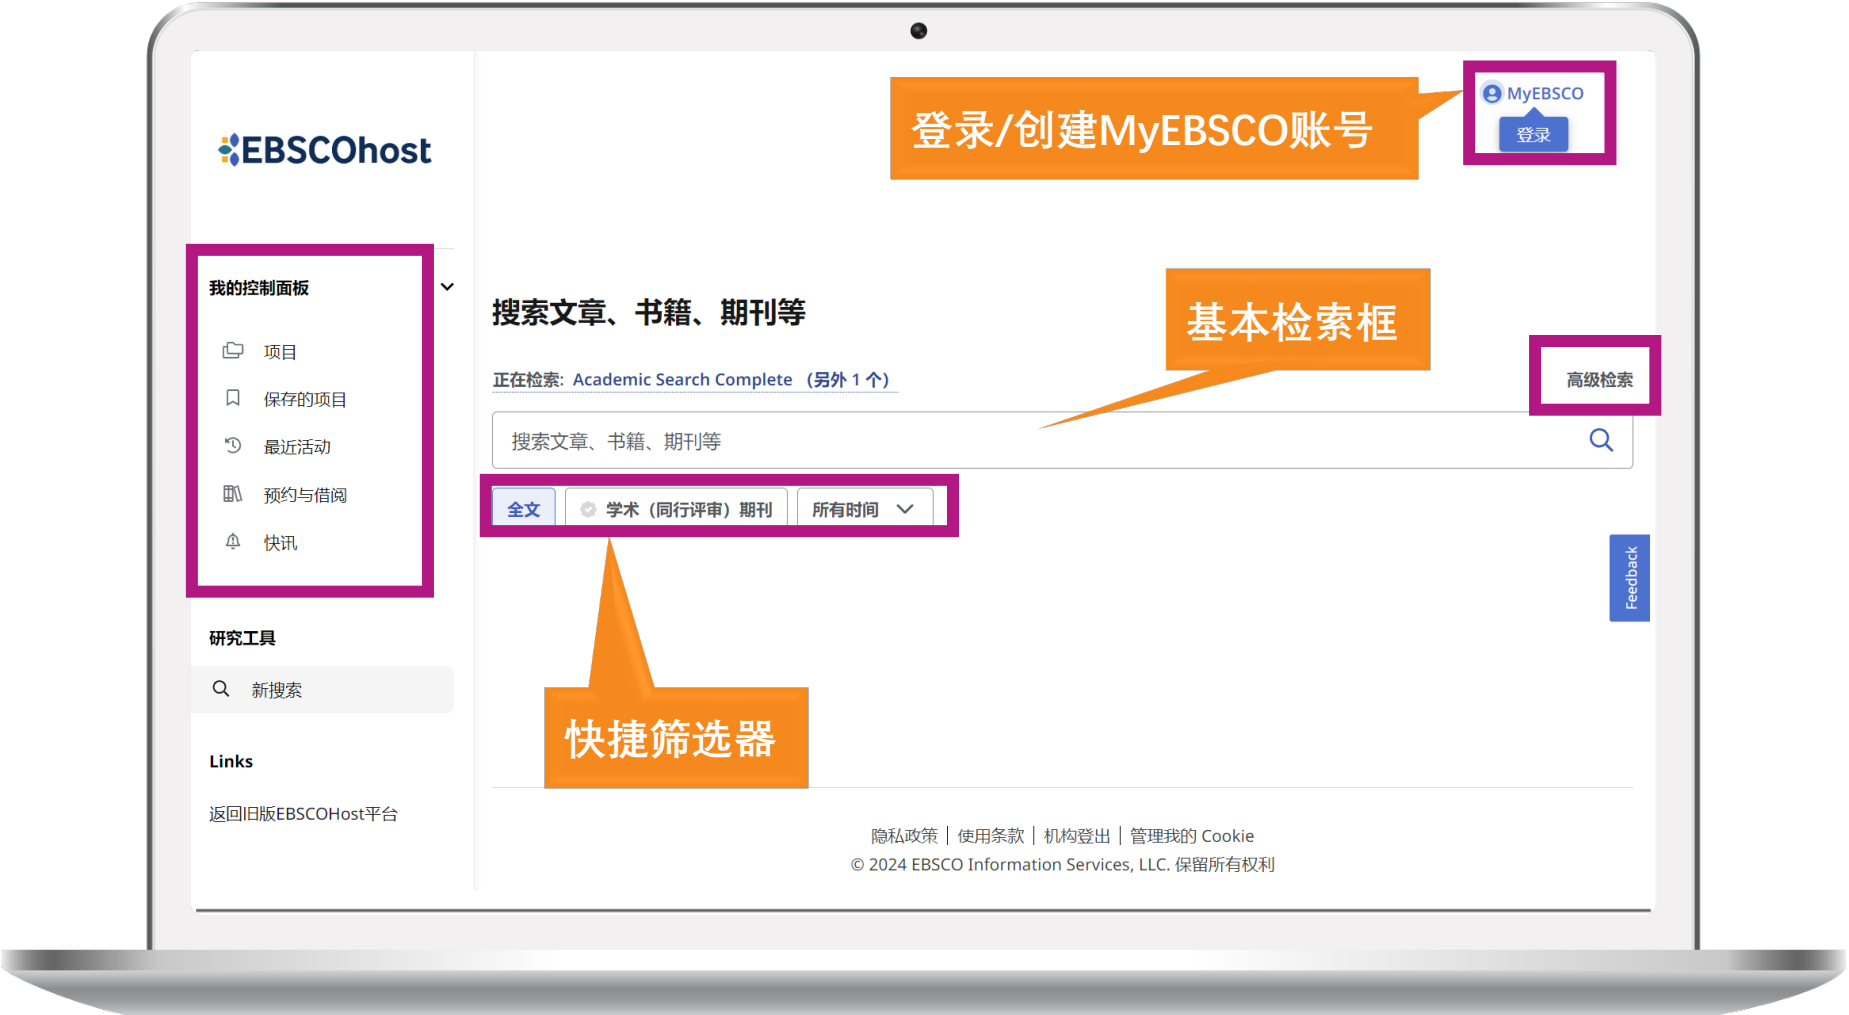 EBSCOhost
登录/创建MyEBSCO账号
MyEBSCO
登录
我的控制面板
项目
保存的项目
最近活动
预约与借阅
快讯
研究工具
新搜索
Links
返回旧版EBSCOHost平台
搜索文章、书籍、期刊等
基本检索框
正在检索: Academic Search Complete （另外 1 个）
高级检索
搜索文章、书籍、期刊等
全文 学术（同行评审）期刊 所有时间
Feedback
快捷筛选器
隐私政策 | 使用条款 | 机构登出 | 管理我的 Cookie
© 2024 EBSCO Information Services, LLC. 保留所有权利